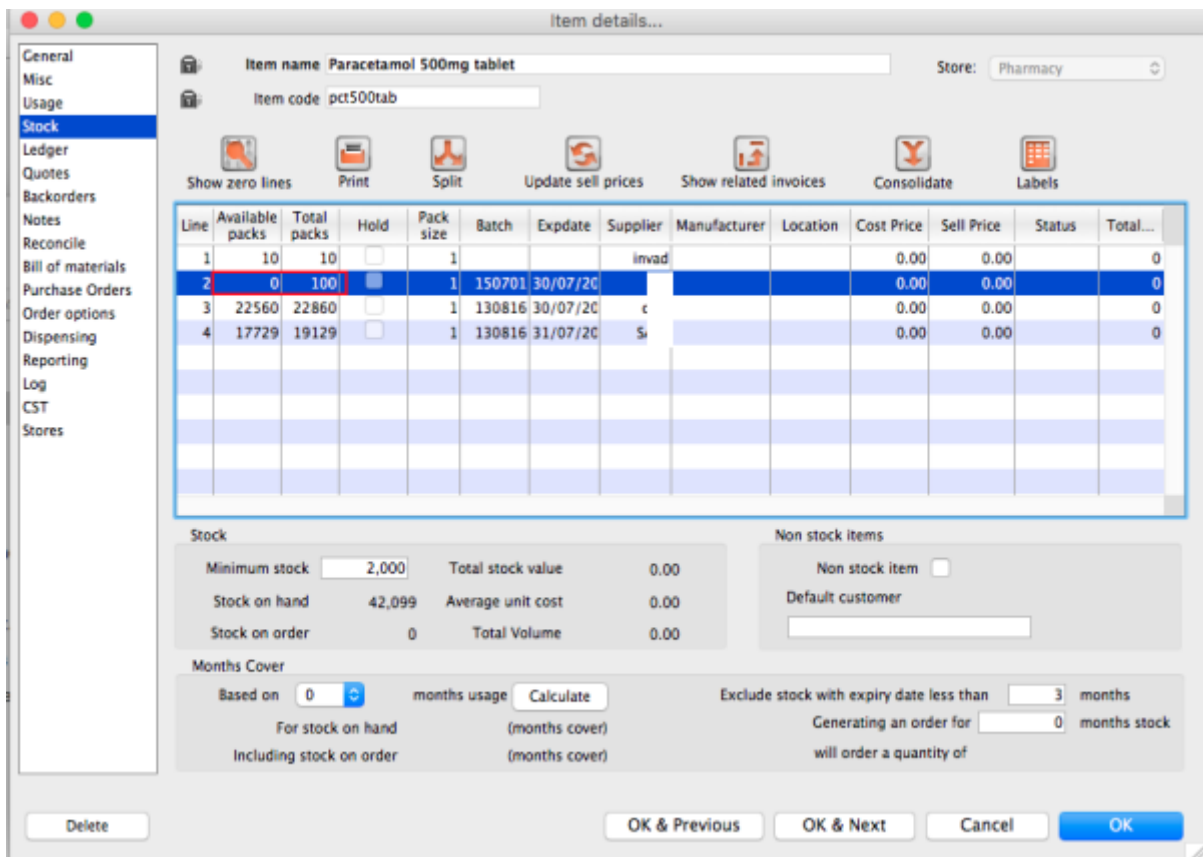 Item details...
General
Misc
Usage
Stock
Ledger
Quotes
Backorders
Notes
Reconcile
Bill of materials
Purchase Orders
Order options
Dispensing
Reporting
Log
CST
Stores
Item name Paracetamol 500mg tablet
Store: Pharmacy
Item code pct500tab
Show zero lines Print Split Update sell prices Show related invoices Consolidate Labels
Line Available packs Total packs Hold Pack size Batch Expdate Supplier Manufacturer Location Cost Price Sell Price Status Total...
1 10 10 1 invad 0.00 0.00 0
2 0 100 1 150701 30/07/20 0.00 0.00 0
3 22560 22860 1 130816 30/07/20 0.00 0.00 0
4 17729 19129 1 130816 31/07/20 0.00 0.00 0
Stock
Minimum stock 2,000 Total stock value 0.00
Stock on hand 42,099 Average unit cost 0.00
Stock on order 0 Total Volume 0.00
Non stock items
Non stock item
Default customer
Months Cover
Based on 0 months usage Calculate
For stock on hand (months cover)
Including stock on order (months cover)
Exclude stock with expiry date less than 3 months
Generating an order for 0 months stock
will order a quantity of
Delete OK & Previous OK & Next Cancel OK